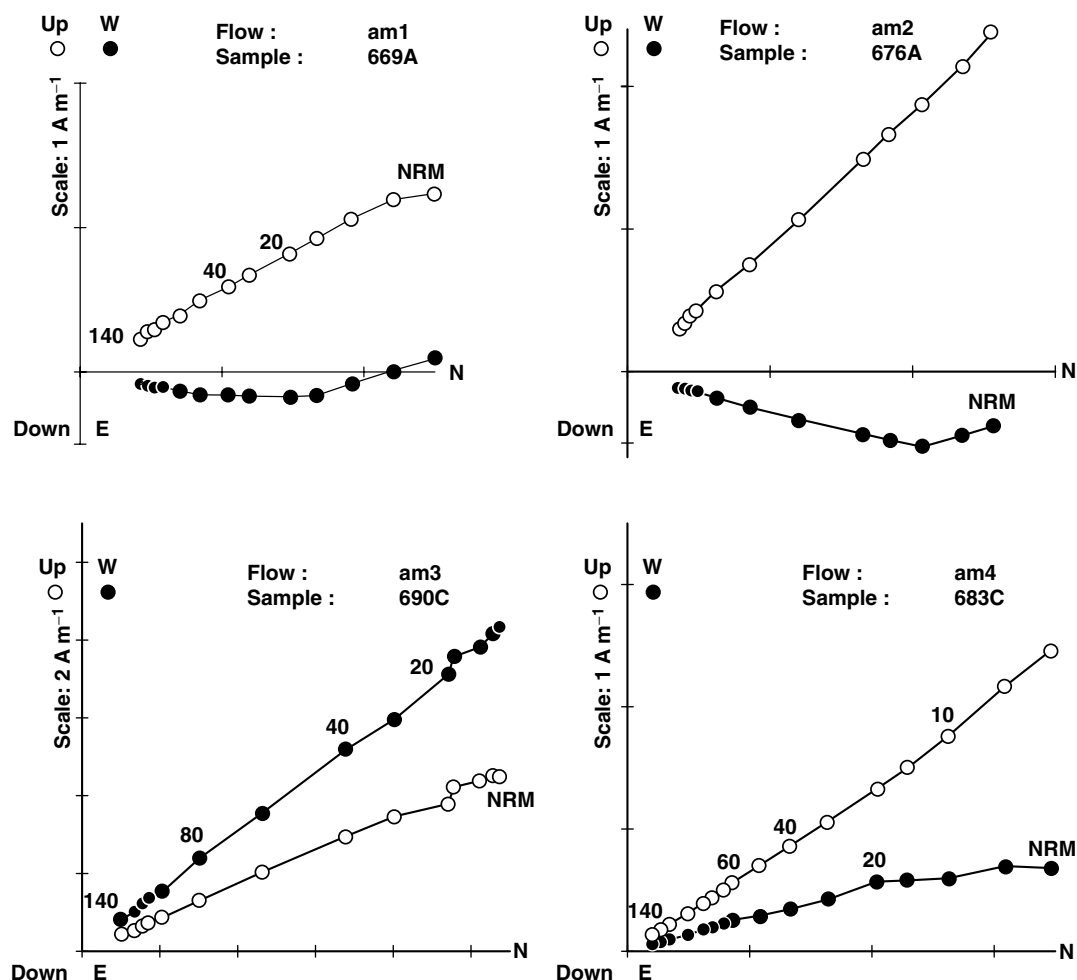 Up W
Flow : am1
Sample : 669A
Scale: 1 A m−1
NRM
20
40
140
N
Down E
Up W
Flow : am2
Sample : 676A
Scale: 1 A m−1
N
NRM
Down E
Up W
Flow : am3
Sample : 690C
Scale: 2 A m−1
20
40
NRM
80
140
N
Down E
Up W
Flow : am4
Sample : 683C
Scale: 1 A m−1
10
40
60
20
NRM
140
N
Down E